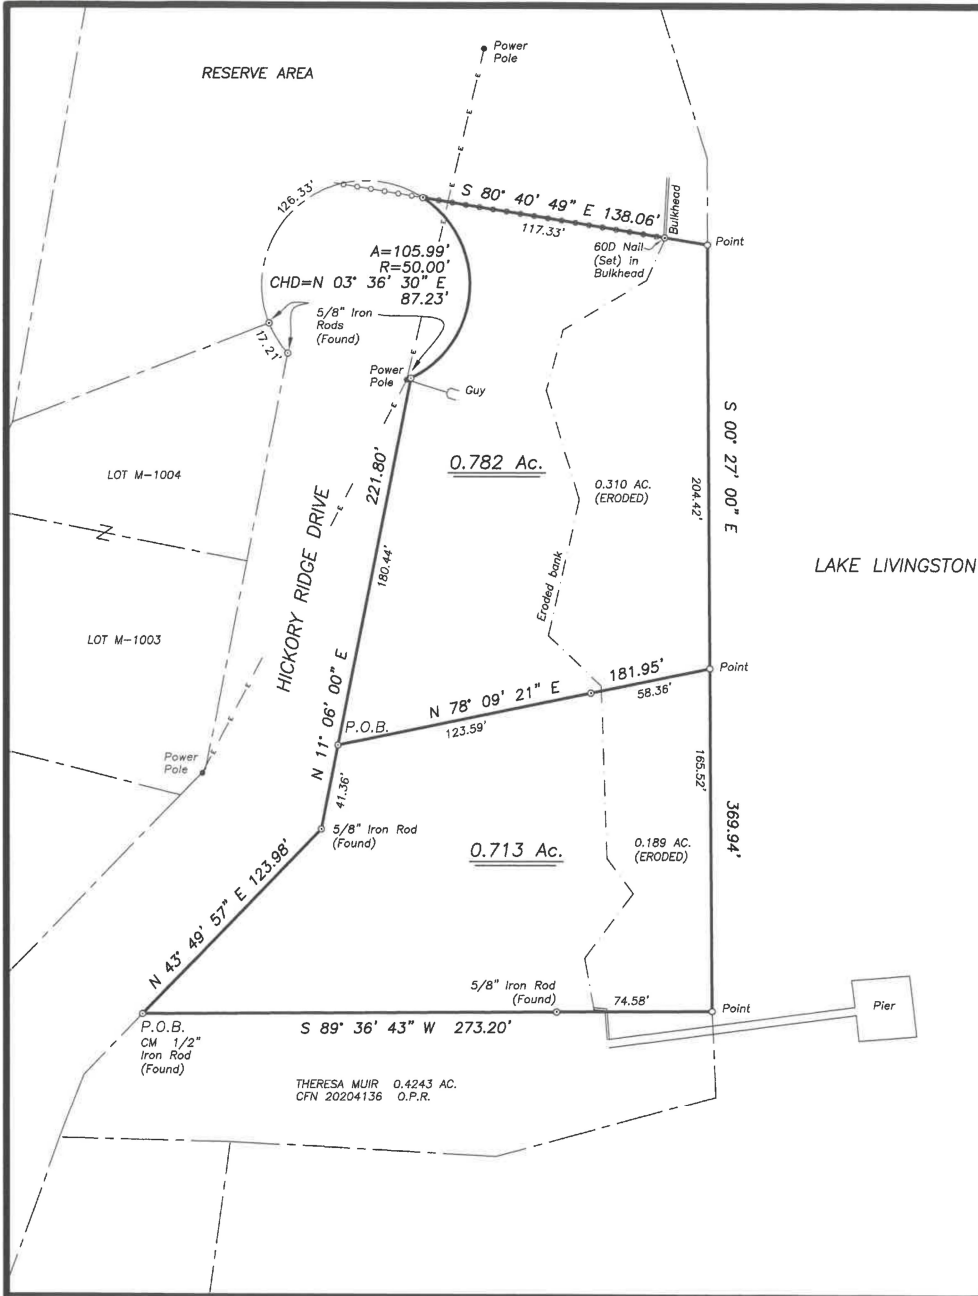 Power
Pole
RESERVE AREA
E
E
E
126.33'
S 80° 40' 49" E 138.06'
117.33'
Bulkhead
Point
60D Nail
(Set) in
Bulkhead
A=105.99'
R=50.00'
CHD=N 03° 36' 30" E
87.23'
E
E
5/8" Iron
Rods
(Found)
17.21'
E
Power
Pole
Guy
E
LOT M-1004
221.80'
0.782 Ac.
0.310 AC.
(ERODED)
S 00° 27' 00" E
204.42'
E
Z
HICKORY RIDGE DRIVE
180.44'
Eroded bank
LAKE LIVINGSTON
LOT M-1003
Point
E
N 11° 06' 00" E
N 78° 09' 21" E 181.95'
123.59'
58.36'
P.O.B.
Power
Pole
E
41.36'
165.52'
369.94'
5/8" Iron Rod
(Found)
0.713 Ac.
0.189 AC.
(ERODED)
N 43° 49' 57" E 123.98'
5/8" Iron Rod
(Found)
74.58'
Point
Pier
P.O.B.
CM 1/2"
Iron Rod
(Found)
S 89° 36' 43" W 273.20'
THERESA MUIR 0.4243 AC.
CFN 20204136 O.P.R.